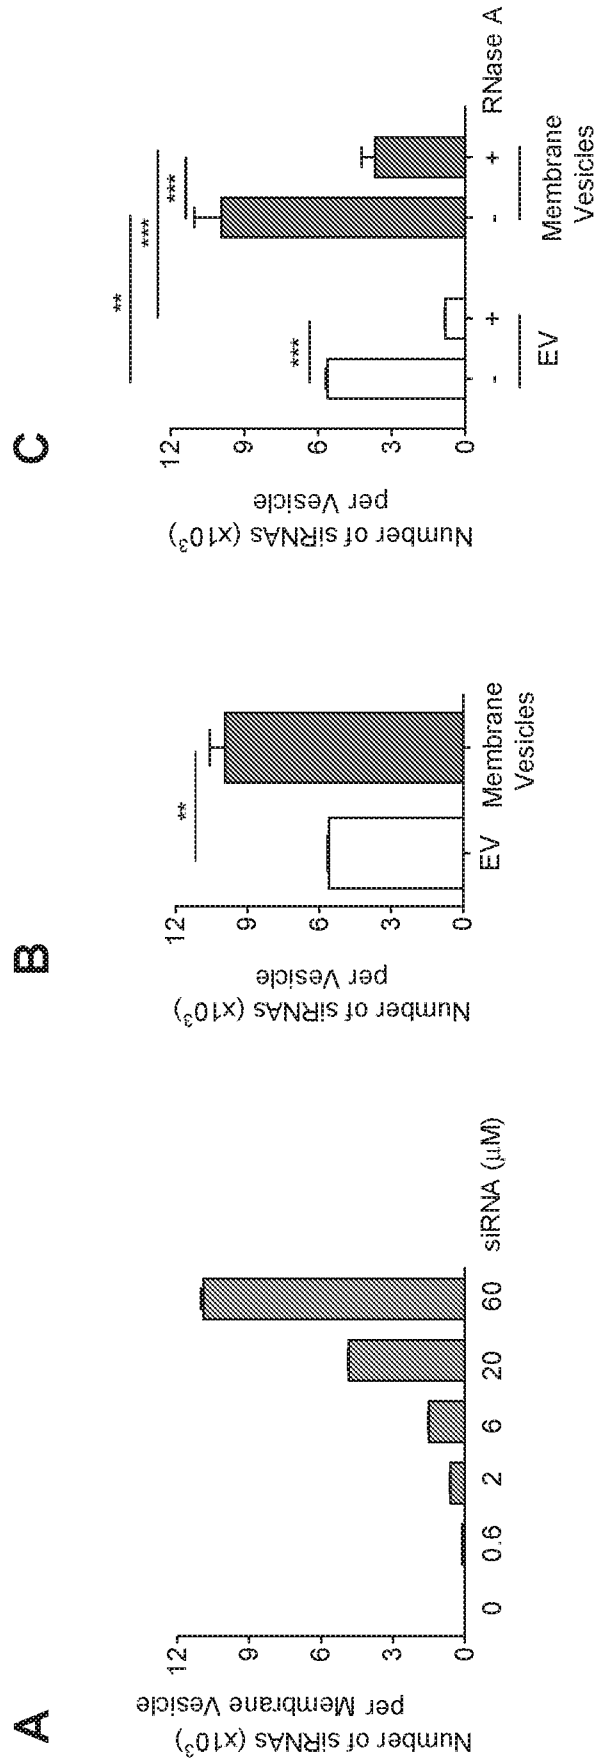 A
Number of siRNAs (x10³)
per Membrane Vesicle
12
9
6
3
0
0 0.6 2 6 20 60 siRNA (µM)
B
Number of siRNAs (x10³)
per Vesicle
12
9
6
3
0
**
EV Membrane
Vesicles
C
Number of siRNAs (x10³)
per Vesicle
12
9
6
3
0
**
***
***
***
- + - + RNase A
EV Membrane
Vesicles